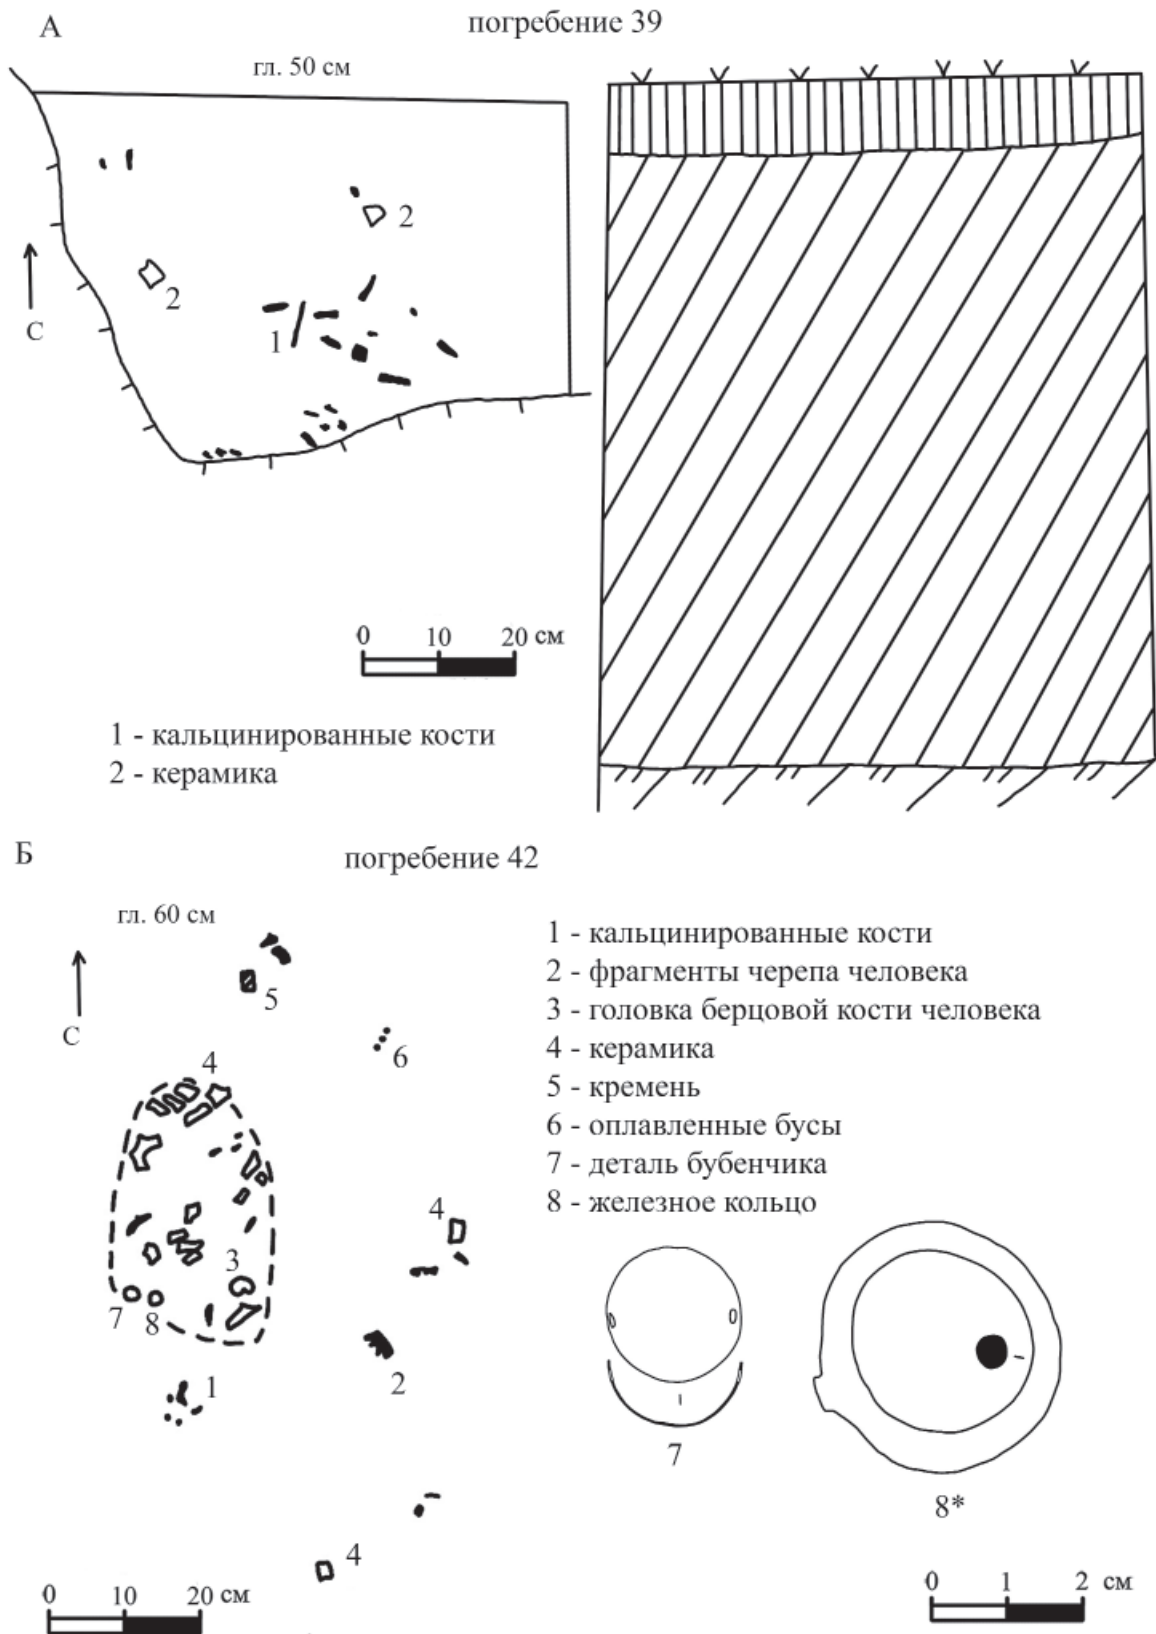 А
погребение 39
гл. 50 см
2
2
С
1
0 10 20 см
1 - кальцинированные кости
2 - керамика
Б
погребение 42
гл. 60 см
С
5
6
4
4
3
7
8
1
2
4
0 10 20 см
1 - кальцинированные кости
2 - фрагменты черепа человека
3 - головка берцовой кости человека
4 - керамика
5 - кремень
6 - оплавленные бусы
7 - деталь бубенчика
8 - железное кольцо
7
8*
0 1 2 см